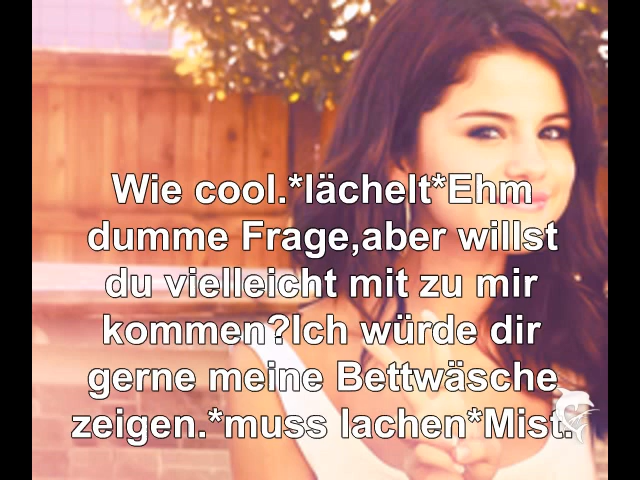 Wie cool.*lächelt*Ehm
dumme Frage,aber willst
du vielleicht mit zu mir
kommen?Ich würde dir
gerne meine Bettwäsche
zeigen.*muss lachen*Mist.